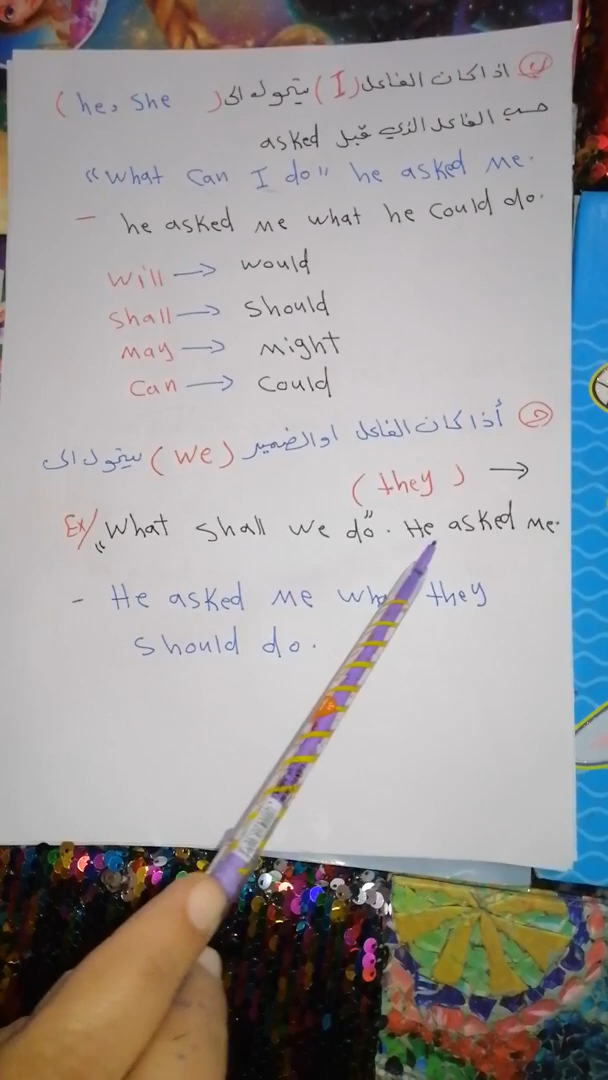 ب اذا كان الفاعل (I) يتحول الى (he, she)
حسب الفاعل الذي قبل asked
"What can I do" he asked me.
- he asked me what he could do.
will → would
shall → should
may → might
can → could
ج أذا كان الفاعل او الضمير (we) سيتحول الى
(they) →
Ex/ "What shall we do". He asked me.
- He asked me they
should do.